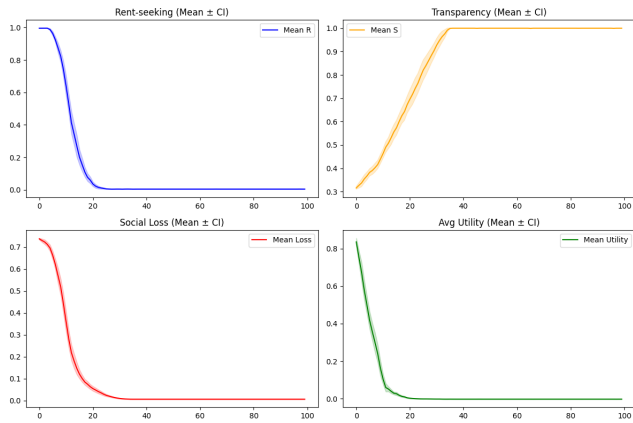 Rent-seeking (Mean ± CI)
Mean R
1.0
0.8
0.6
0.4
0.2
0.0
0 20 40 60 80 100
Transparency (Mean ± CI)
Mean S
1.0
0.9
0.8
0.7
0.6
0.5
0.4
0.3
0 20 40 60 80 100
Social Loss (Mean ± CI)
Mean Loss
0.7
0.6
0.5
0.4
0.3
0.2
0.1
0.0
0 20 40 60 80 100
Avg Utility (Mean ± CI)
Mean Utility
0.8
0.6
0.4
0.2
0.0
0 20 40 60 80 100